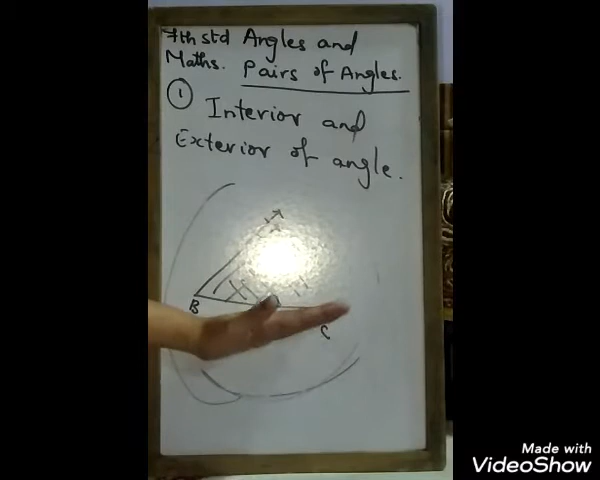 7th std Angles and
Maths. Pairs of Angles.
1 Interior and
Exterior of angle.
B
C
Made with
VideoShow